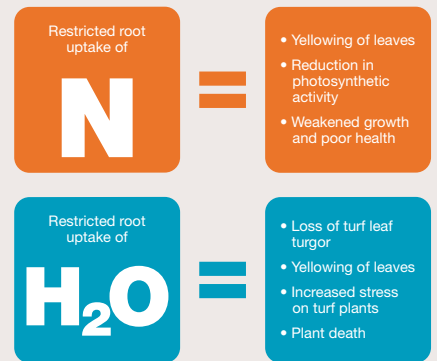 Restricted root
uptake of
N
=
• Yellowing of leaves
• Reduction in
photosynthetic
activity
• Weakened growth
and poor health
Restricted root
uptake of
H₂O
=
• Loss of turf leaf
turgor
• Yellowing of leaves
• Increased stress
on turf plants
• Plant death